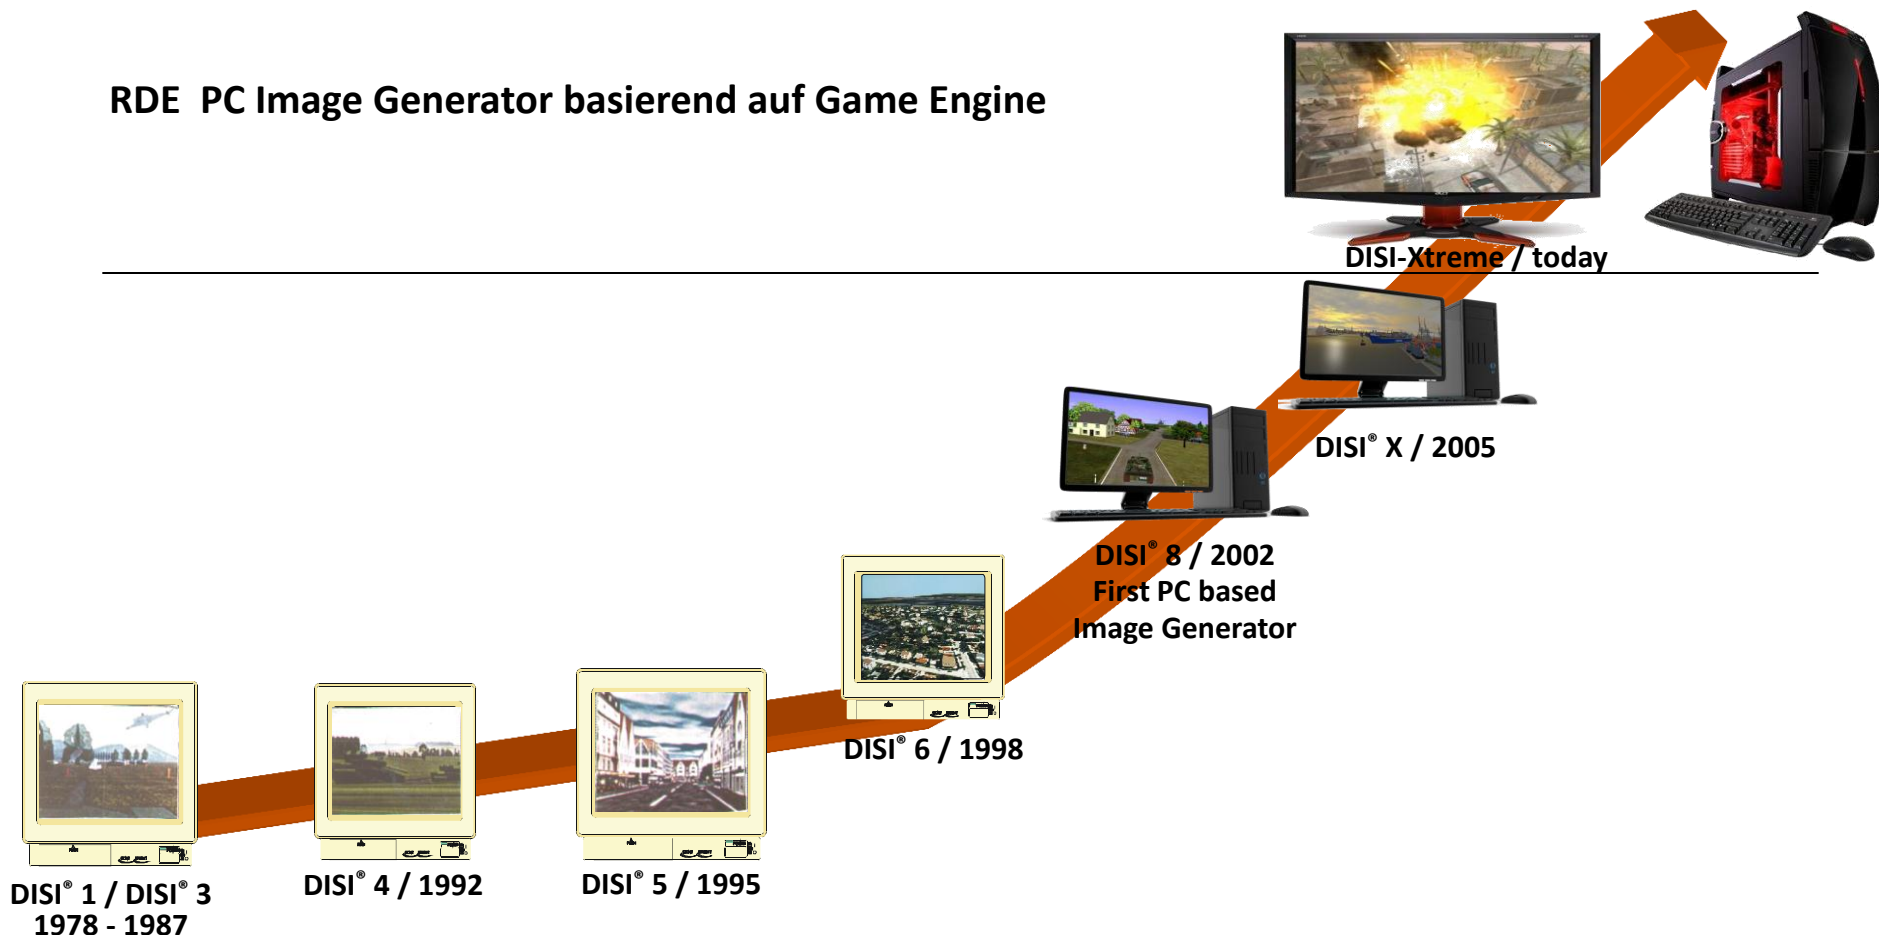 RDE PC Image Generator basierend auf Game Engine
DISI-Xtreme / today
DISI® X / 2005
DISI® 8 / 2002
First PC based
Image Generator
DISI® 6 / 1998
DISI® 5 / 1995
DISI® 4 / 1992
DISI® 1 / DISI® 3
1978 - 1987